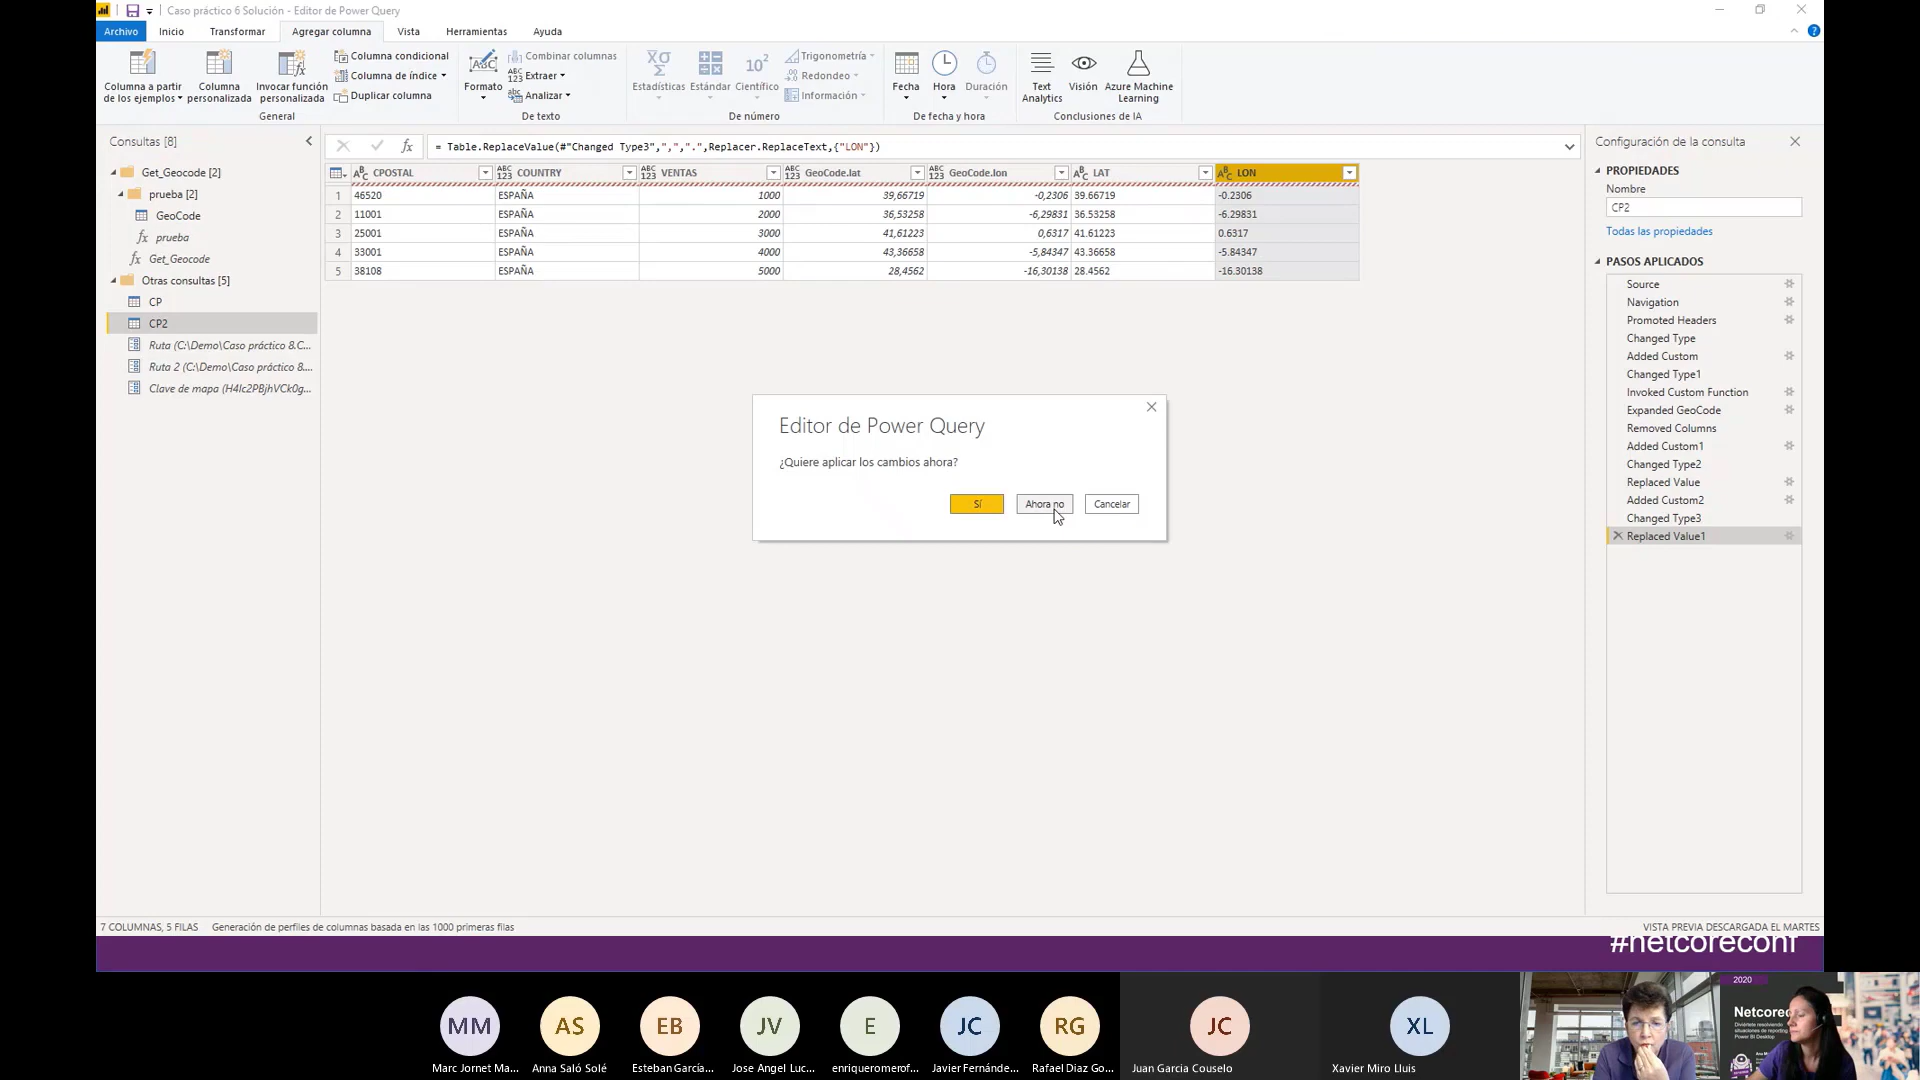 Caso práctico 6 Solución - Editor de Power Query
Archivo
Inicio
Transformar
Agregar columna
Vista
Herramientas
Ayuda
Columna a partir
de los ejemplos
Columna
personalizada
Invocar función
personalizada
Columna condicional
Columna de índice
Duplicar columna
General
Formato
Combinar columnas
Extraer
Analizar
De texto
Estadísticas
Estándar
Científico
Trigonometría
Redondeo
Información
De número
Fecha
Hora
Duración
De fecha y hora
Text
Analytics
Visión
Azure Machine
Learning
Conclusiones de IA
Consultas [8]
Get_Geocode [2]
prueba [2]
GeoCode
fx prueba
fx Get_Geocode
Otras consultas [5]
CP
CP2
Ruta (C:\Demo\Caso práctico 8.C...
Ruta 2 (C:\Demo\Caso práctico 8....
Clave de mapa (H4Ic2PBjhVCk0g...
fx = Table.ReplaceValue(#"Changed Type3",",",".",Replacer.ReplaceText,{"LON"})
CPOSTAL COUNTRY VENTAS GeoCode.lat GeoCode.lon LAT LON
1 46520 ESPAÑA 1000 39,66719 -0,2306 39.66719 -0.2306
2 11001 ESPAÑA 2000 36,53258 -6,29831 36.53258 -6.29831
3 25001 ESPAÑA 3000 41,61223 0,6317 41.61223 0.6317
4 33001 ESPAÑA 4000 43,36658 -5,84347 43.36658 -5.84347
5 38108 ESPAÑA 5000 28,4562 -16,30138 28.4562 -16.30138
Editor de Power Query
¿Quiere aplicar los cambios ahora?
Sí
Ahora no
Cancelar
Configuración de la consulta
PROPIEDADES
Nombre
CP2
Todas las propiedades
PASOS APLICADOS
Source
Navigation
Promoted Headers
Changed Type
Added Custom
Changed Type1
Invoked Custom Function
Expanded GeoCode
Removed Columns
Added Custom1
Changed Type2
Replaced Value
Added Custom2
Changed Type3
Replaced Value1
7 COLUMNAS, 5 FILAS
Generación de perfiles de columnas basada en las 1000 primeras filas
VISTA PREVIA DESCARGADA EL MARTES
#netcoreconf
MM
Marc Jornet Ma...
AS
Anna Saló Solé
EB
Esteban García...
JV
Jose Angel Luc...
E
enriqueromerof...
JC
Javier Fernánde...
RG
Rafael Diaz Go...
JC
Juan Garcia Couselo
XL
Xavier Miro Lluis
2020
Diviértete resolviendo
situaciones de reporting
Power BI Desktop